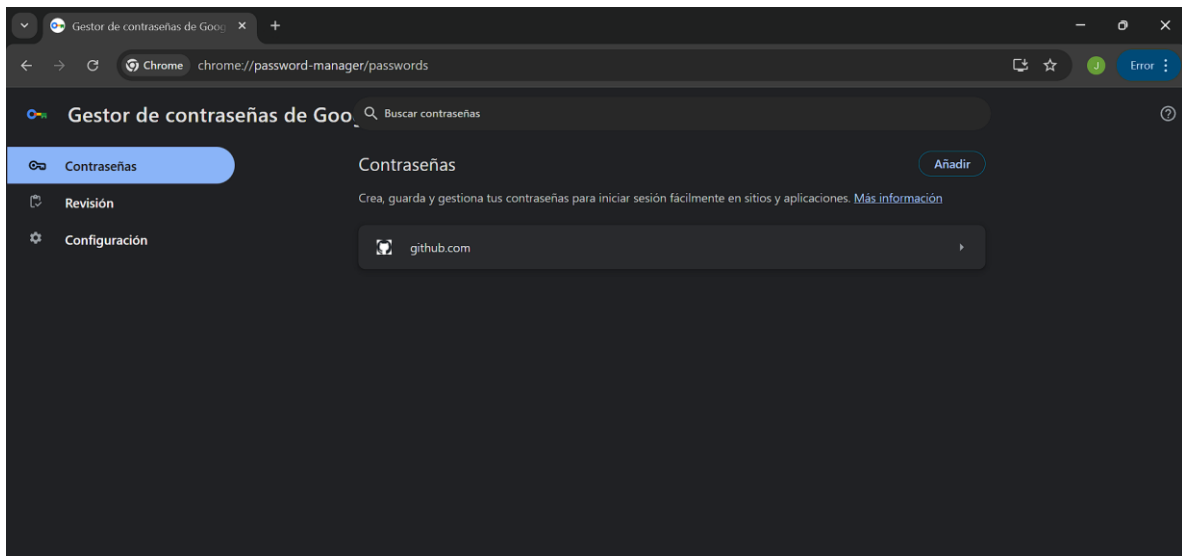 Gestor de contraseñas de Goog
Chrome chrome://password-manager/passwords
J
Error
Gestor de contraseñas de Goo
Buscar contraseñas
Contraseñas
Revisión
Configuración
Contraseñas
Añadir
Crea, guarda y gestiona tus contraseñas para iniciar sesión fácilmente en sitios y aplicaciones. Más información
github.com